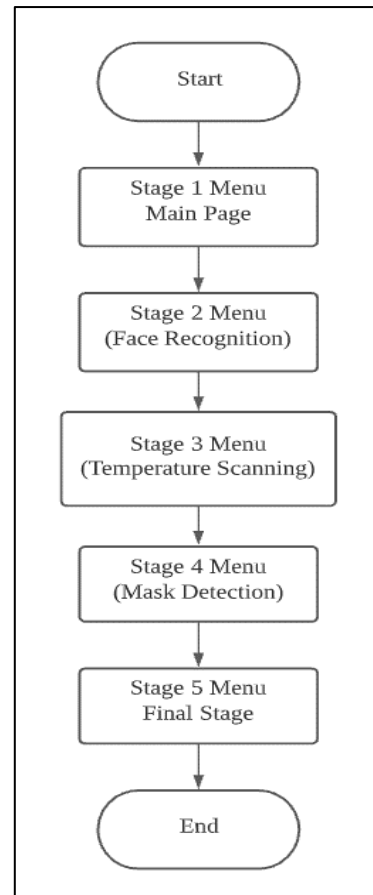 Start
Stage 1 Menu
Main Page
Stage 2 Menu
(Face Recognition)
Stage 3 Menu
(Temperature Scanning)
Stage 4 Menu
(Mask Detection)
Stage 5 Menu
Final Stage
End